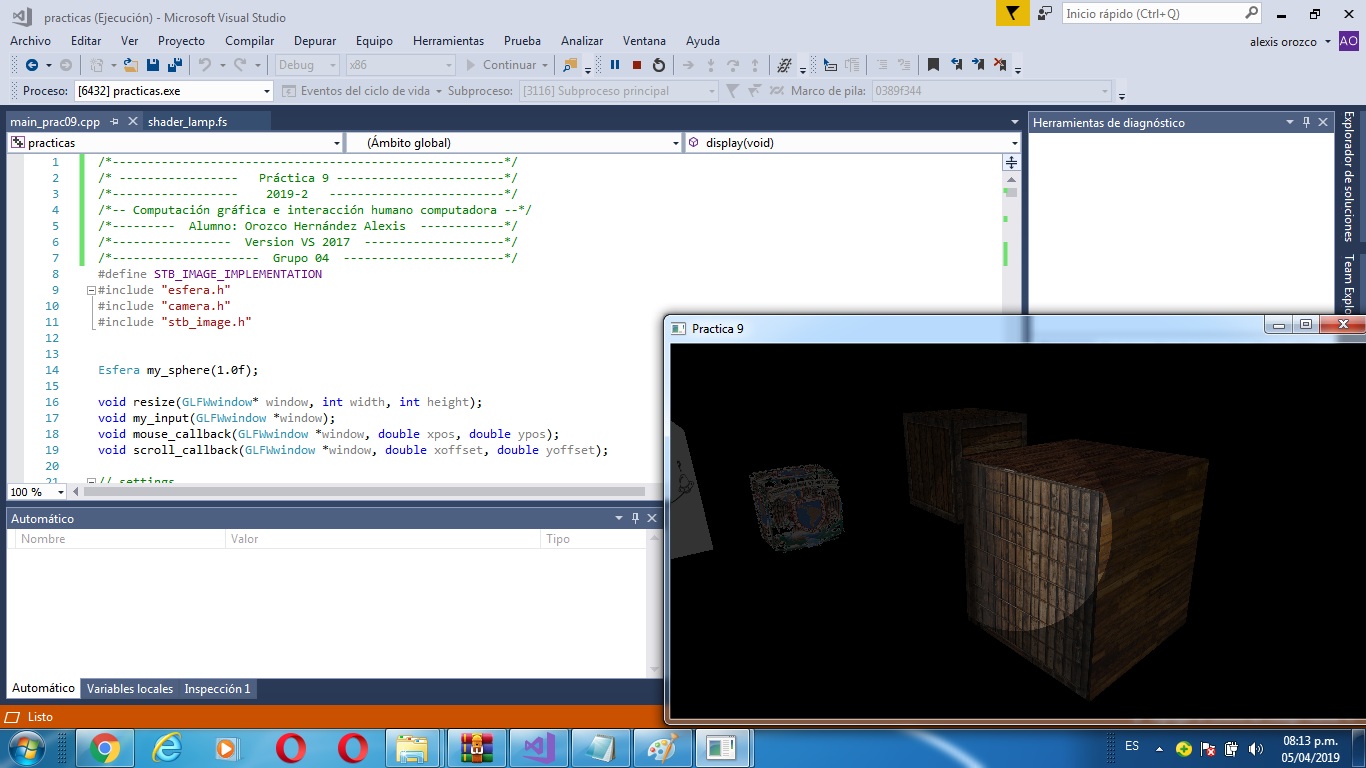 practicas (Ejecución) - Microsoft Visual Studio
Inicio rápido (Ctrl+Q)
Archivo Editar Ver Proyecto Compilar Depurar Equipo Herramientas Prueba Analizar Ventana Ayuda
alexis orozco AO
Debug x86 Continuar
Proceso: [6432] practicas.exe Eventos del ciclo de vida Subproceso: [3116] Subproceso principal Marco de pila: 0389f344
main_prac09.cpp shader_lamp.fs
Herramientas de diagnóstico
practicas (Ámbito global) display(void)
1 /*--------------------------------------------------------*/
2 /* ----------------- Práctica 9 ------------------------*/
3 /*------------------ 2019-2 -------------------------*/
4 /*-- Computación gráfica e interacción humano computadora --*/
5 /*--------- Alumno: Orozco Hernández Alexis ------------*/
6 /*----------------- Version VS 2017 --------------------*/
7 /*--------------------- Grupo 04 -----------------------*/
8 #define STB_IMAGE_IMPLEMENTATION
9 #include "esfera.h"
10 #include "camera.h"
11 #include "stb_image.h"
12
13
14 Esfera my_sphere(1.0f);
15
16 void resize(GLFWwindow* window, int width, int height);
17 void my_input(GLFWwindow *window);
18 void mouse_callback(GLFWwindow *window, double xpos, double ypos);
19 void scroll_callback(GLFWwindow *window, double xoffset, double yoffset);
20
21 // settings
100 %
Explorador de soluciones
Team Explo
Practica 9
Automático
Nombre Valor Tipo
Automático Variables locales Inspección 1
Listo
ES
08:13 p.m.
05/04/2019